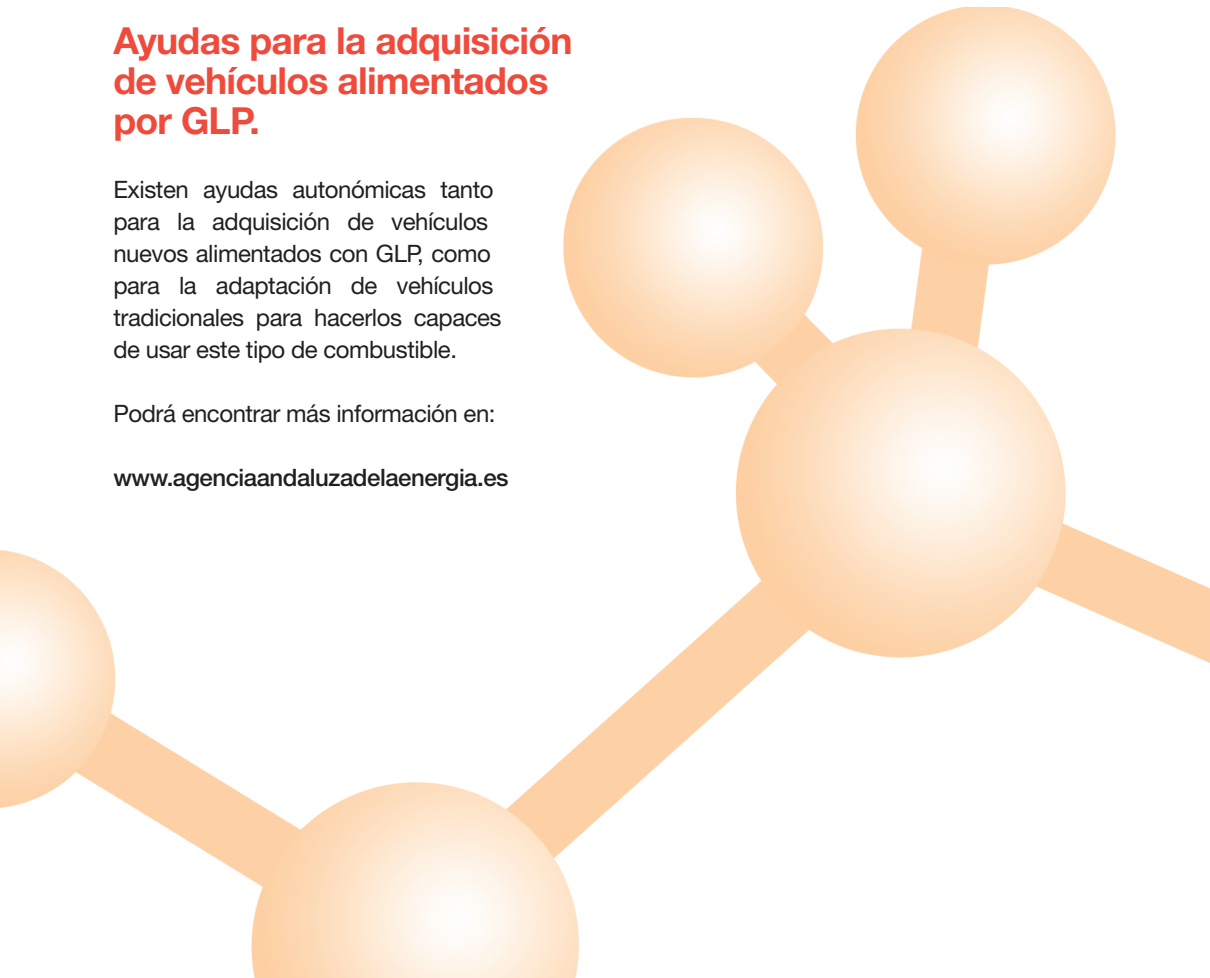 Ayudas para la adquisición
de vehículos alimentados
por GLP.
Existen ayudas autonómicas tanto
para la adquisición de vehículos
nuevos alimentados con GLP, como
para la adaptación de vehículos
tradicionales para hacerlos capaces
de usar este tipo de combustible.
Podrá encontrar más información en:
www.agenciaandaluzadelaenergia.es